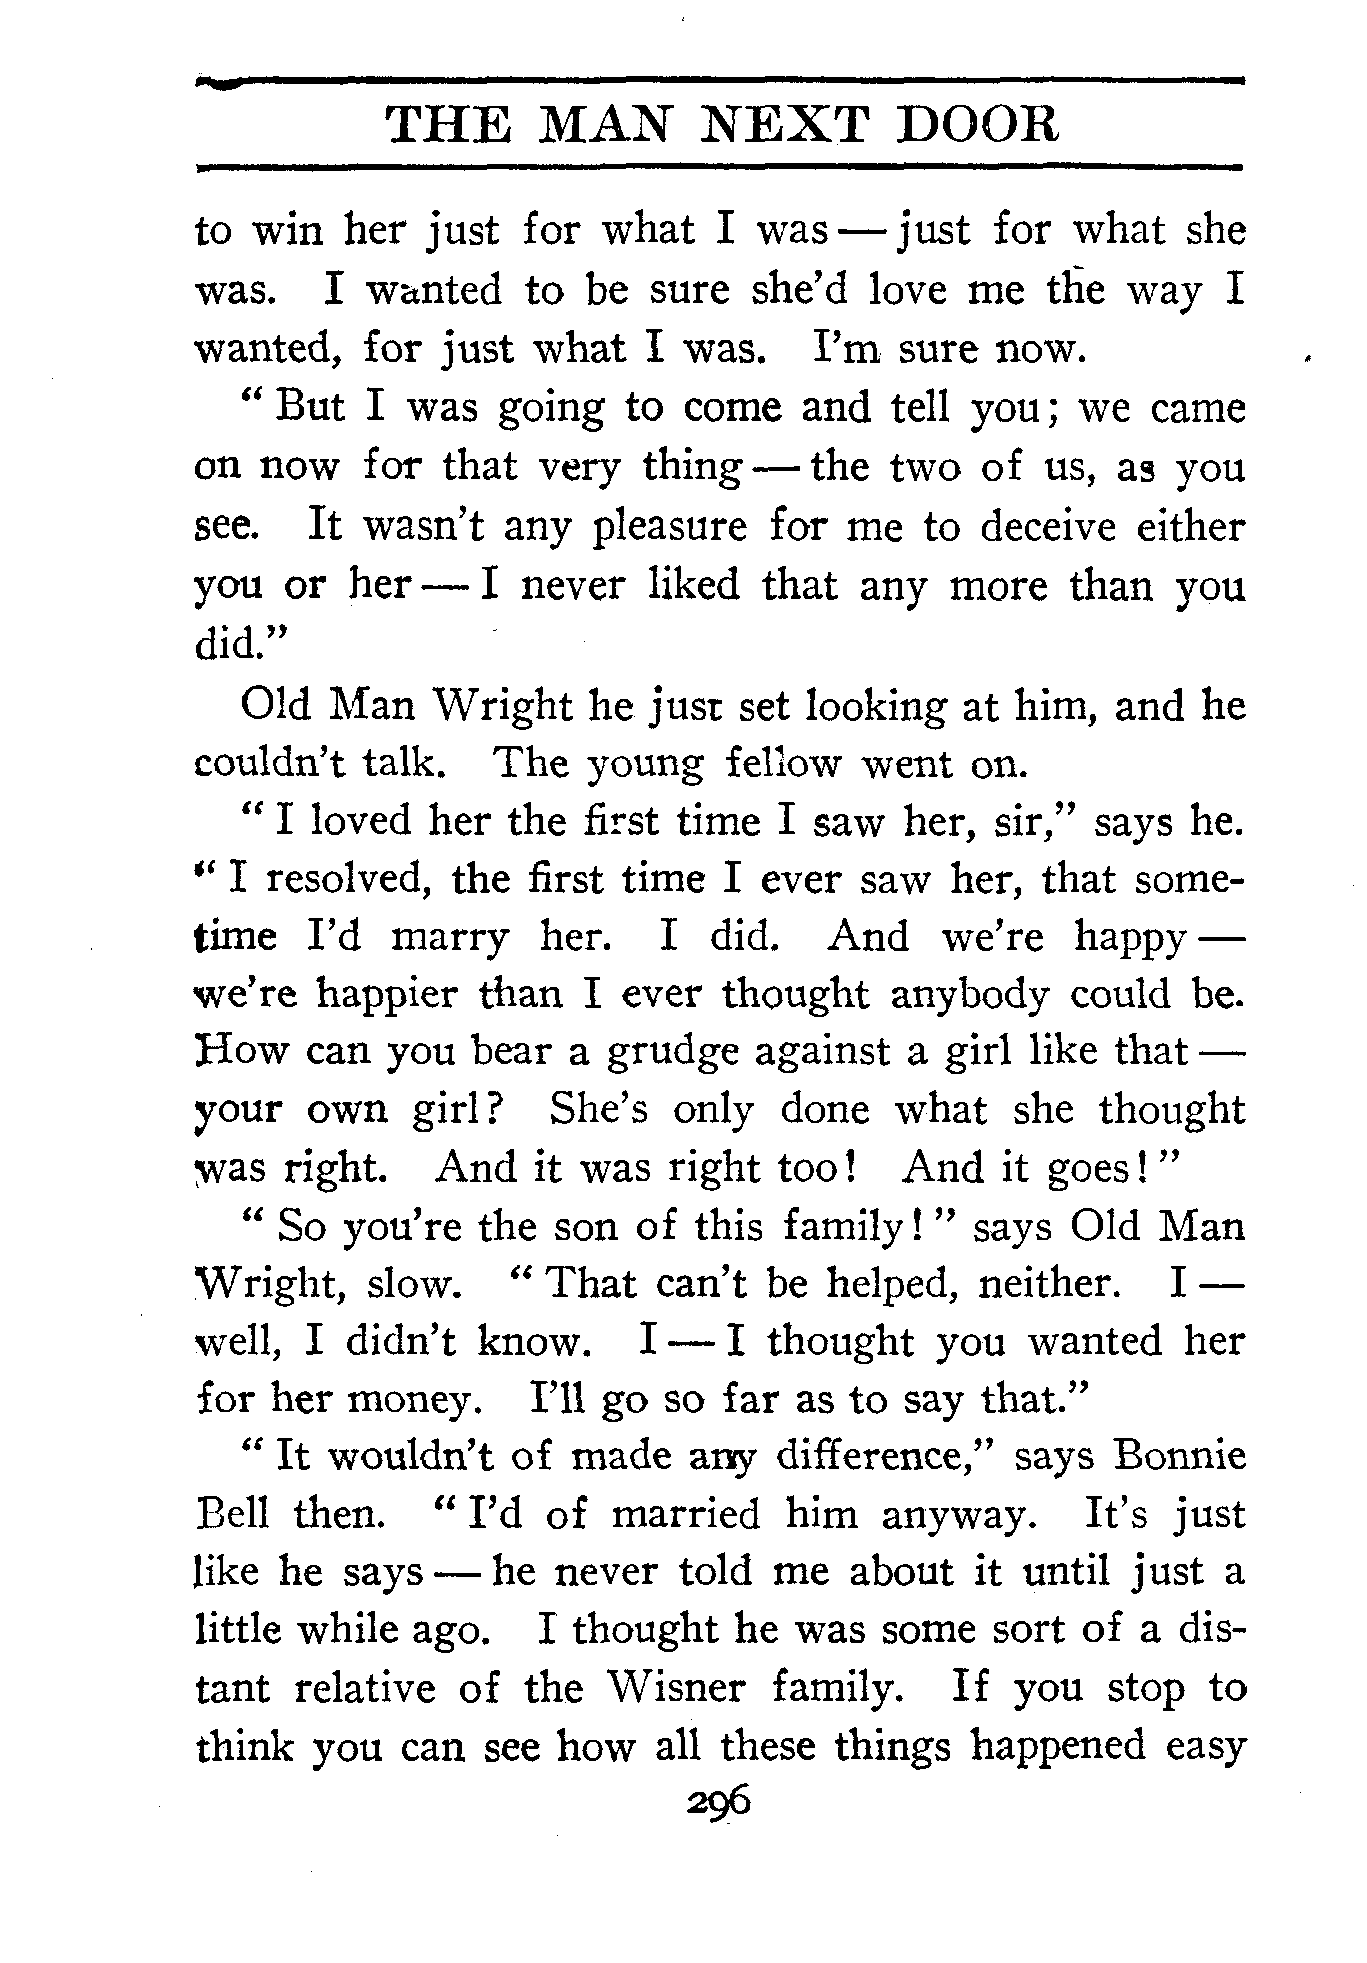 THE MAN NEXT DOOR
to win her just for what I was — just for what she
was. I wanted to be sure she'd love me the way I
wanted, for just what I was. I'm sure now.
" But I was going to come and tell you; we came
on now for that very thing — the two of us, as you
see. It wasn't any pleasure for me to deceive either
you or her — I never liked that any more than you
did."
Old Man Wright he just set looking at him, and he
couldn't talk. The young fellow went on.
" I loved her the first time I saw her, sir," says he.
" I resolved, the first time I ever saw her, that some-
time I'd marry her. I did. And we're happy —
we're happier than I ever thought anybody could be.
How can you bear a grudge against a girl like that —
your own girl? She's only done what she thought
was right. And it was right too! And it goes! "
" So you're the son of this family! " says Old Man
Wright, slow. " That can't be helped, neither. I —
well, I didn't know. I — I thought you wanted her
for her money. I'll go so far as to say that."
" It wouldn't of made any difference," says Bonnie
Bell then. " I'd of married him anyway. It's just
like he says — he never told me about it until just a
little while ago. I thought he was some sort of a dis-
tant relative of the Wisner family. If you stop to
think you can see how all these things happened easy
296